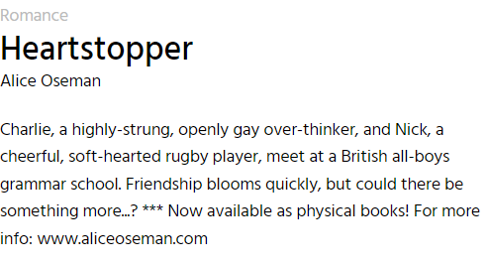 Romance
Heartstopper
Alice Oseman
Charlie, a highly-strung, openly gay over-thinker, and Nick, a
cheerful, soft-hearted rugby player, meet at a British all-boys
grammar school. Friendship blooms quickly, but could there be
something more...? *** Now available as physical books! For more
info: www.aliceoseman.com